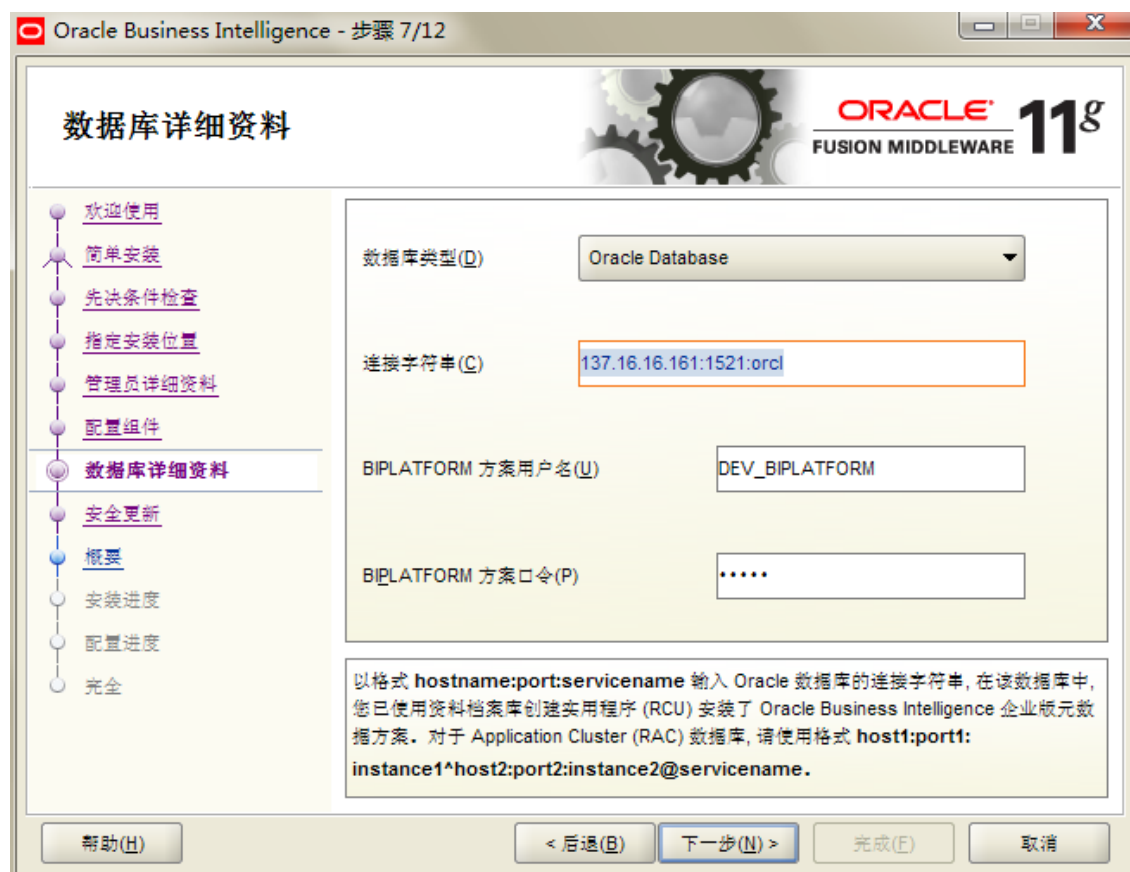 Oracle Business Intelligence - 步骤 7/12
数据库详细资料
ORACLE
FUSION MIDDLEWARE 11g
欢迎使用
简单安装
先决条件检查
指定安装位置
管理员详细资料
配置组件
数据库详细资料
安全更新
概要
安装进度
配置进度
完全
数据库类型(D)
Oracle Database
连接字符串(C)
137.16.16.161:1521:orcl
BIPLATFORM 方案用户名(U)
DEV_BIPLATFORM
BIPLATFORM 方案口令(P)
•••••
以格式 hostname:port:servicename 输入 Oracle 数据库的连接字符串, 在该数据库中,
您已使用资料档案库创建实用程序 (RCU) 安装了 Oracle Business Intelligence 企业版元数
据方案. 对于 Application Cluster (RAC) 数据库, 请使用格式 host1:port1:
instance1^host2:port2:instance2@servicename.
帮助(H)
< 后退(B)
下一步(N) >
完成(F)
取消